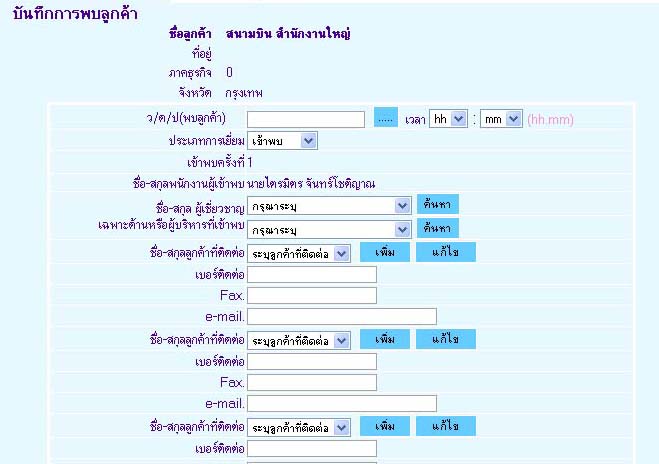 บันทึกการพบลูกค้า
ชื่อลูกค้า สนามบิน สำนักงานใหญ่
ที่อยู่
ภาคธุรกิจ 0
จังหวัด กรุงเทพ
ว/ด/ป(พบลูกค้า) ..... เวลา hh : mm (hh.mm)
ประเภทการเยี่ยม เข้าพบ
เข้าพบครั้งที่ 1
ชื่อ-สกุลพนักงานผู้เข้าพบ นายไตรมิตร จันทร์โชติญาณ
ชื่อ-สกุล ผู้เชี่ยวชาญ กรุณาระบุ ค้นหา
เฉพาะด้านหรือผู้บริหารที่เข้าพบ กรุณาระบุ ค้นหา
ชื่อ-สกุลลูกค้าที่ติดต่อ ระบุลูกค้าที่ติดต่อ เพิ่ม แก้ไข
เบอร์ติดต่อ
Fax.
e-mail.
ชื่อ-สกุลลูกค้าที่ติดต่อ ระบุลูกค้าที่ติดต่อ เพิ่ม แก้ไข
เบอร์ติดต่อ
Fax.
e-mail.
ชื่อ-สกุลลูกค้าที่ติดต่อ ระบุลูกค้าที่ติดต่อ เพิ่ม แก้ไข
เบอร์ติดต่อ